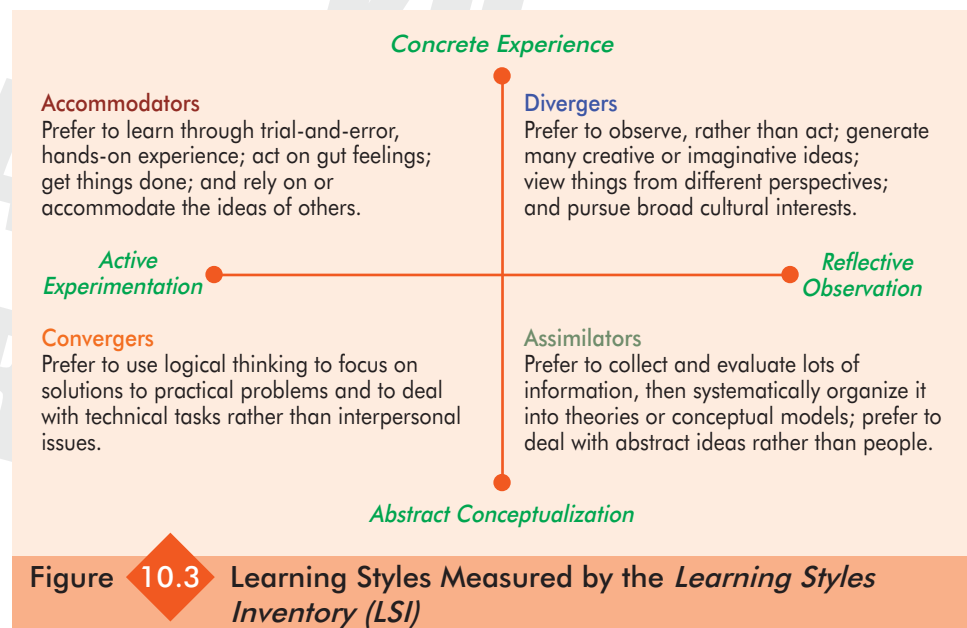 Concrete Experience
Accommodators
Prefer to learn through trial-and-error,
hands-on experience; act on gut feelings;
get things done; and rely on or
accommodate the ideas of others.
Divergers
Prefer to observe, rather than act; generate
many creative or imaginative ideas;
view things from different perspectives;
and pursue broad cultural interests.
Active
Experimentation
Reflective
Observation
Convergers
Prefer to use logical thinking to focus on
solutions to practical problems and to deal
with technical tasks rather than interpersonal
issues.
Assimilators
Prefer to collect and evaluate lots of
information, then systematically organize it
into theories or conceptual models; prefer to
deal with abstract ideas rather than people.
Abstract Conceptualization
Figure 10.3 Learning Styles Measured by the Learning Styles
Inventory (LSI)